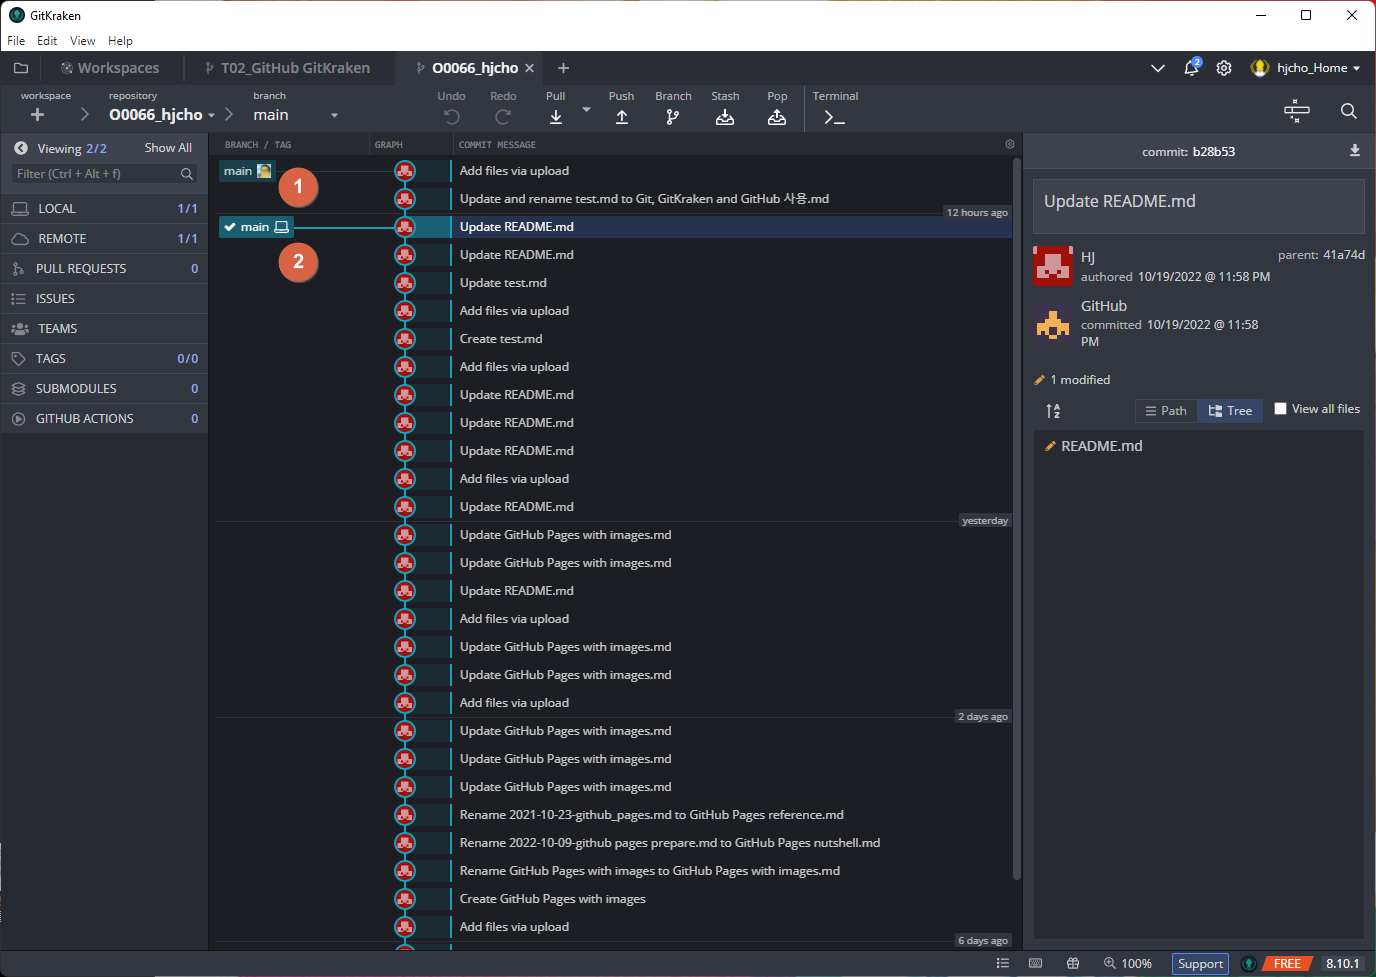 GitKraken
File Edit View Help
Workspaces T02_GitHub GitKraken O0066_hjcho 2 hjcho_Home
workspace repository branch Undo Redo Pull Push Branch Stash Pop Terminal
O0066_hjcho main
Viewing 2/2 Show All
Filter (Ctrl + Alt + f)
LOCAL 1/1
REMOTE 1/1
PULL REQUESTS 0
ISSUES
TEAMS
TAGS 0/0
SUBMODULES 0
GITHUB ACTIONS 0
BRANCH / TAG GRAPH COMMIT MESSAGE
main 1 Add files via upload
Update and rename test.md to Git, GitKraken and GitHub 사용.md
12 hours ago
main 2 Update README.md
Update README.md
Update test.md
Add files via upload
Create test.md
Add files via upload
Update README.md
Update README.md
Update README.md
Add files via upload
Update README.md
yesterday
Update GitHub Pages with images.md
Update GitHub Pages with images.md
Update README.md
Add files via upload
Update GitHub Pages with images.md
Update GitHub Pages with images.md
Add files via upload
2 days ago
Update GitHub Pages with images.md
Update GitHub Pages with images.md
Update GitHub Pages with images.md
Rename 2021-10-23-github_pages.md to GitHub Pages reference.md
Rename 2022-10-09-github pages prepare.md to GitHub Pages nutshell.md
Rename GitHub Pages with images to GitHub Pages with images.md
Create GitHub Pages with images
Add files via upload
6 days ago
commit: b28b53
Update README.md
HJ parent: 41a74d
authored 10/19/2022 @ 11:58 PM
GitHub
committed 10/19/2022 @ 11:58
PM
1 modified
Path Tree View all files
README.md
100% Support FREE 8.10.1